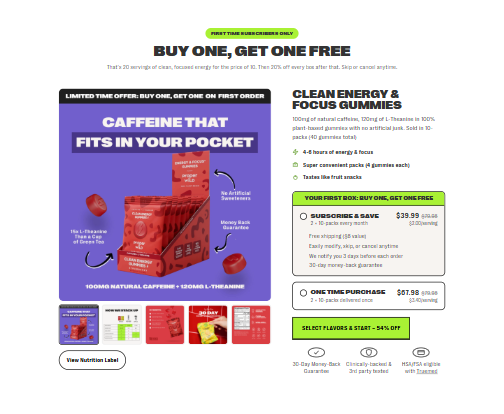 FIRST TIME SUBSCRIBERS ONLY
BUY ONE, GET ONE FREE
That's 20 servings of clean, focused energy for the price of 10. Then 20% off every box after that. Skip or cancel anytime.
LIMITED TIME OFFER: BUY ONE, GET ONE ON FIRST ORDER
CAFFEINE THAT
FITS IN YOUR POCKET
No Artificial
Sweeteners
Money Back
Guarantee
L-Theanine
Than a Cup
of Green Tea
100MG NATURAL CAFFEINE + 120MG L-THEANINE
View Nutrition Label
CLEAN ENERGY &
FOCUS GUMMIES
100mg of natural caffeine, 120mg of L-Theanine in 100%
plant-based gummies with no artificial junk. Sold in 10-
packs (40 gummies total)
4-6 hours of energy & focus
Super convenient packs (4 gummies each)
Tastes like fruit snacks
YOUR FIRST BOX: BUY ONE, GET ONE FREE
SUBSCRIBE & SAVE $39.99
2 × 10-packs every month
Free shipping ($8 value)
Easily modify, skip, or cancel anytime
We notify you 3 days before each order
30-day money-back guarantee
ONE TIME PURCHASE $67.98
2 × 10-packs delivered once
SELECT FLAVORS & START – 54% OFF
30-Day Money-Back
Guarantee
Clinically-backed &
3rd party tested
HSA/FSA eligible
with Truemed